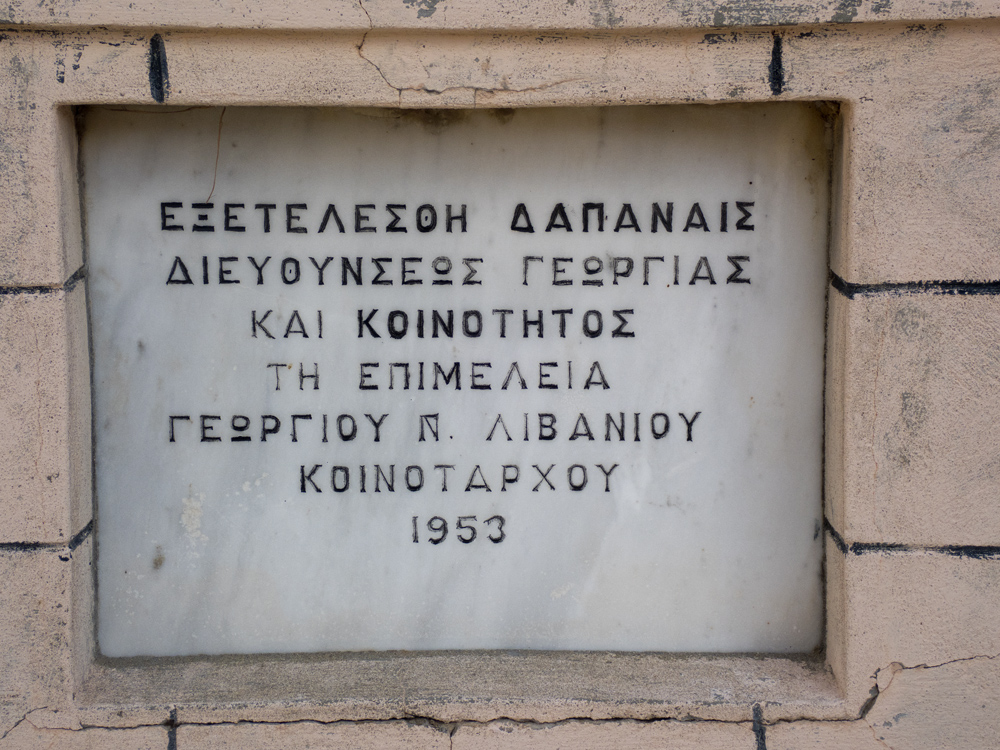 ΕΞΕΤΕΛΕΣΘΗ ΔΑΠΑΝΑΙΣ
ΔΙΕΥΘΥΝΣΕΩΣ ΓΕΩΡΓΙΑΣ
ΚΑΙ ΚΟΙΝΟΤΗΤΟΣ
ΤΗ ΕΠΙΜΕΛΕΙΑ
ΓΕΩΡΓΙΟΥ Π. ΛΙΒΑΝΙΟΥ
ΚΟΙΝΟΤΑΡΧΟΥ
1953